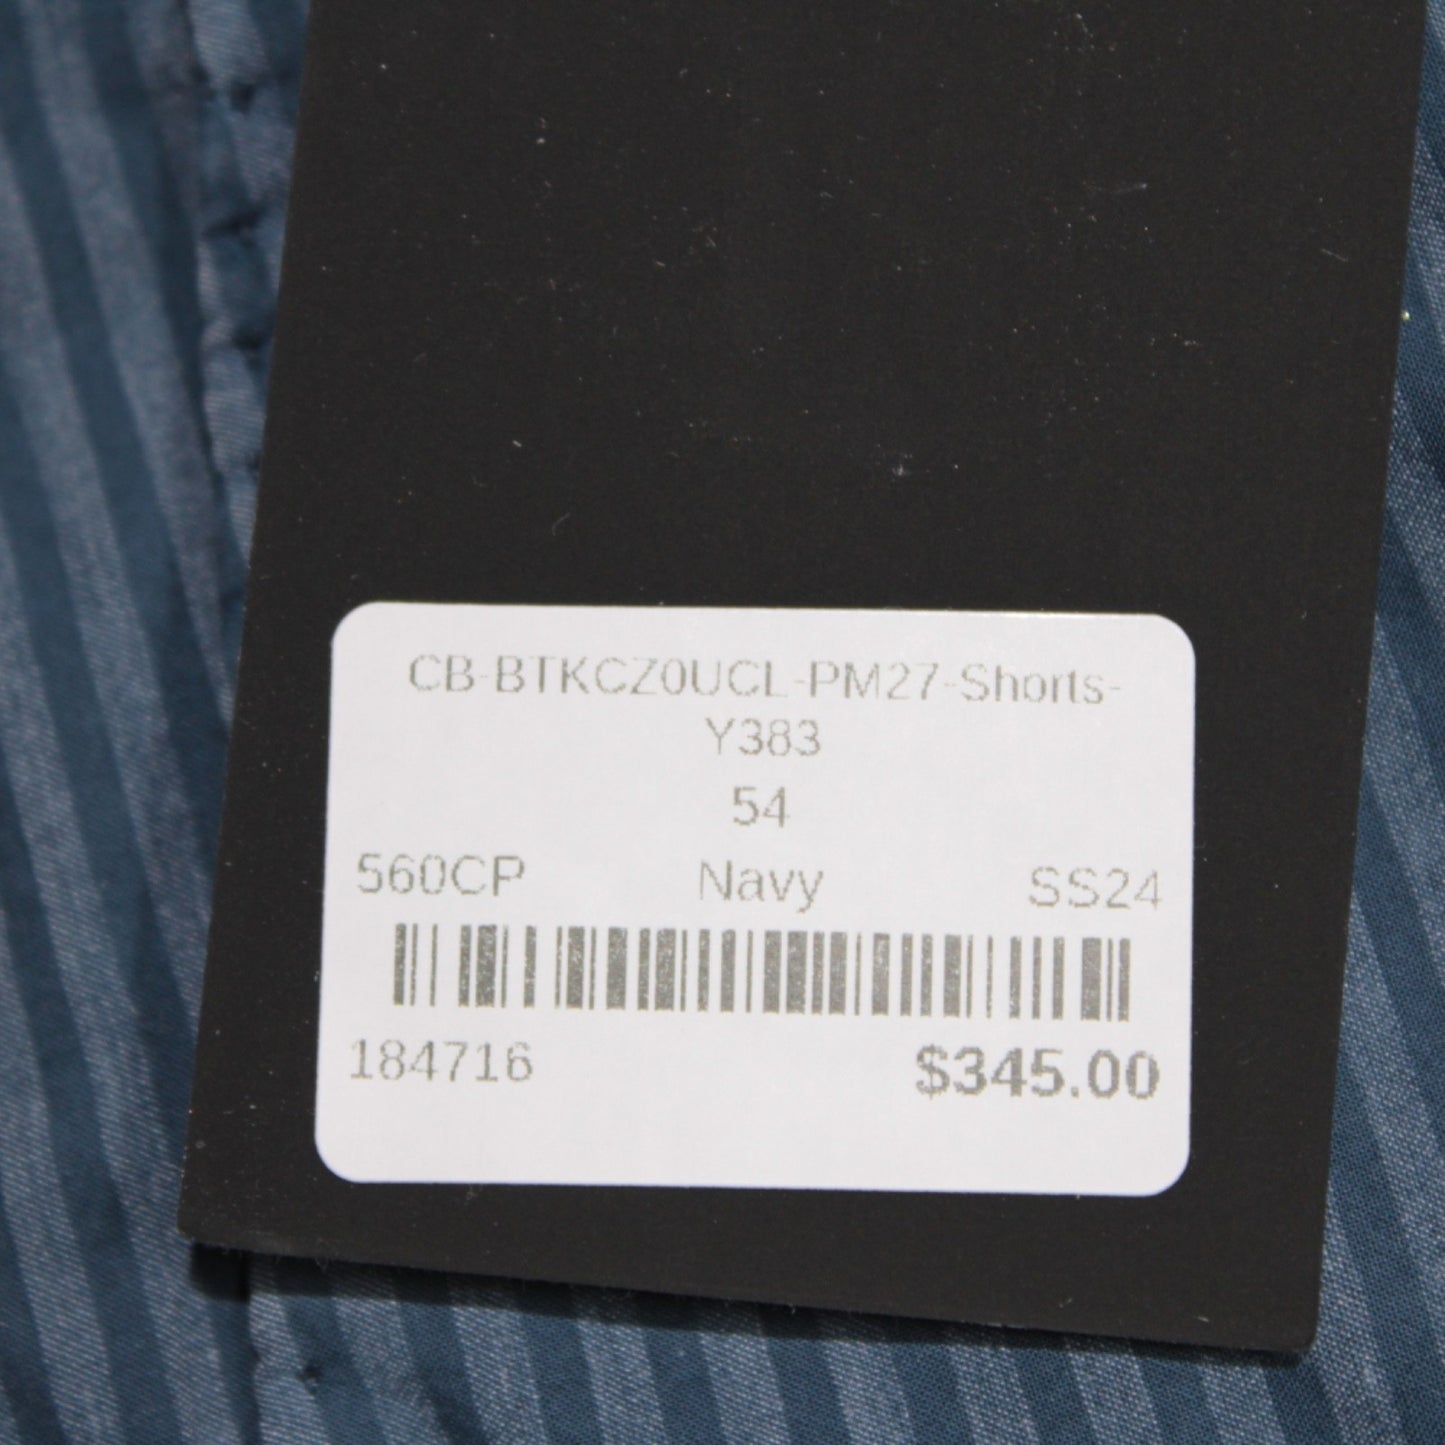 CB-BTKCZ0UCL-PM27-Shorts-
Y383
54
560CP Navy SS24
184716 $345.00